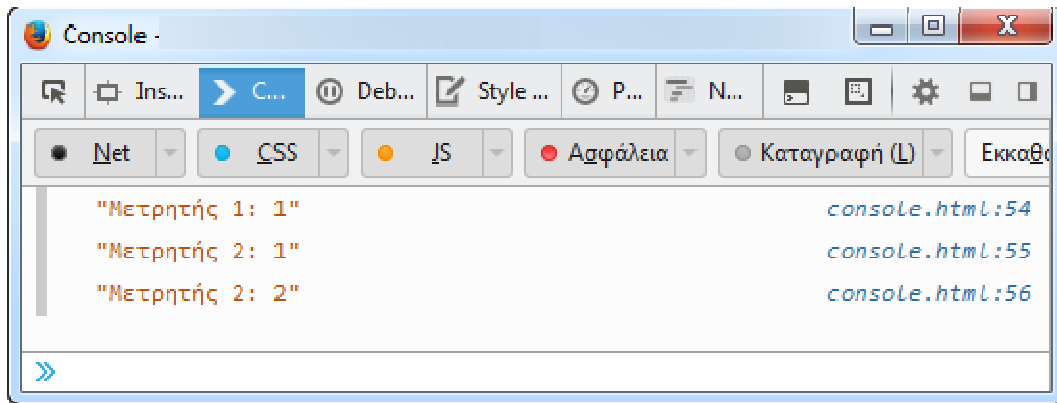 Console -
Ins... C... Deb... Style ... P... N...
Net CSS JS Ασφάλεια Καταγραφή (L) Εκκαθα
"Μετρητής 1: 1" console.html:54
"Μετρητής 2: 1" console.html:55
"Μετρητής 2: 2" console.html:56